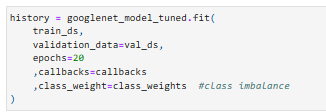 history = googlenet_model_tuned.fit(
    train_ds,
    validation_data=val_ds,
    epochs=20
    ,callbacks=callbacks
    ,class_weight=class_weights  #class imbalance
)